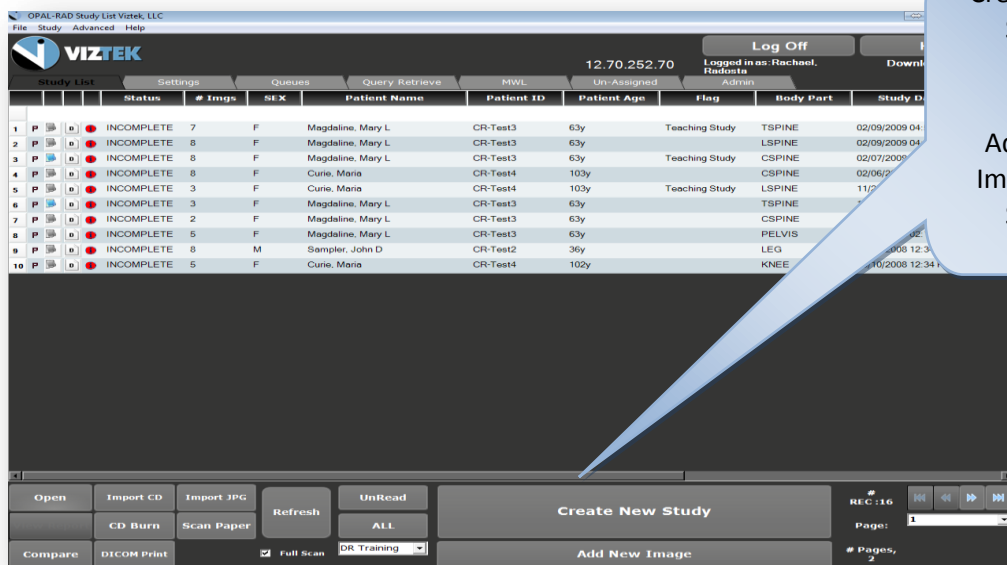 OPAL-RAD Study List Viztek, LLC
File Study Advanced Help
VIZTEK
Log Off
12.70.252.70
Logged in as: Rachael, Radosta
Study List Settings Queues Query Retrieve MWL Un-Assigned Admin
Status # Imgs SEX Patient Name Patient ID Patient Age Flag Body Part
1 P D INCOMPLETE 7 F Magdaline, Mary L CR-Test3 63y Teaching Study TSPINE 02/09/2009
2 P D INCOMPLETE 8 F Magdaline, Mary L CR-Test3 63y LSPINE 02/09/2009
3 P D INCOMPLETE 8 F Magdaline, Mary L CR-Test3 63y Teaching Study CSPINE 02/07/2009
4 P D INCOMPLETE 8 F Curie, Maria CR-Test4 103y CSPINE
5 P D INCOMPLETE 3 F Curie, Maria CR-Test4 103y Teaching Study LSPINE
6 P D INCOMPLETE 3 F Magdaline, Mary L CR-Test3 63y TSPINE
7 P D INCOMPLETE 2 F Magdaline, Mary L CR-Test3 63y CSPINE
8 P D INCOMPLETE 5 F Magdaline, Mary L CR-Test3 63y PELVIS
9 P D INCOMPLETE 8 M Sampler, John D CR-Test2 36y LEG
10 P D INCOMPLETE 5 F Curie, Maria CR-Test4 102y KNEE 12:34
Open Import CD Import JPG Refresh UnRead Create New Study # REC :16
CD Burn Scan Paper ALL Page: 1
Compare DICOM Print Full Scan DR Training Add New Image # Pages, 2